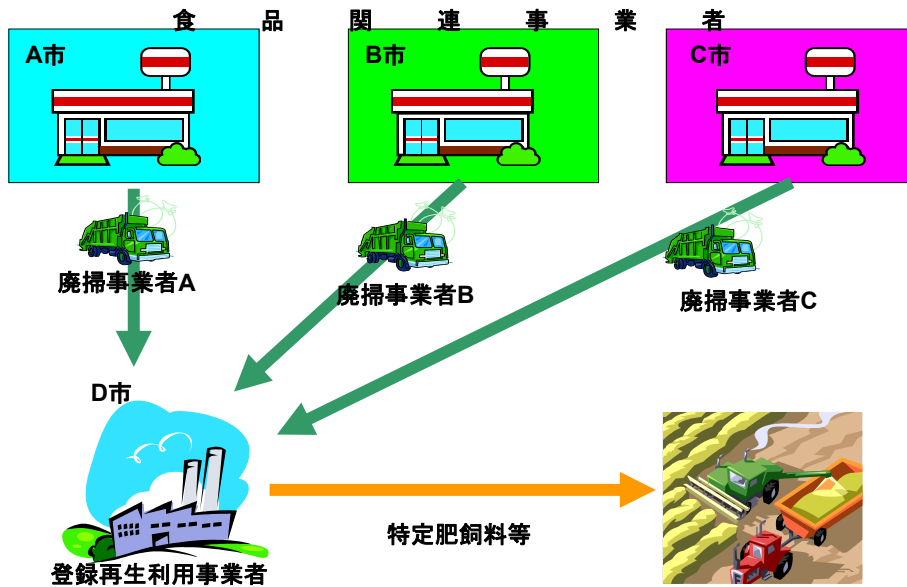 食品関連事業者
A市
B市
C市
廃掃事業者A
廃掃事業者B
廃掃事業者C
D市
特定肥飼料等
登録再生利用事業者